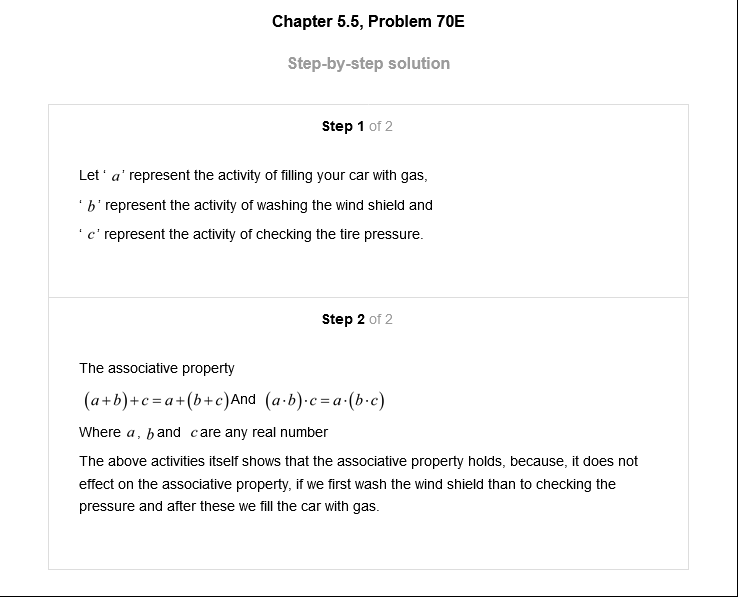 Chapter 5.5, Problem 70E
Step-by-step solution
Step 1 of 2
Let ‘ a’ represent the activity of filling your car with gas,
‘ b’ represent the activity of washing the wind shield and
‘ c’ represent the activity of checking the tire pressure.
Step 2 of 2
The associative property
(a+b)+c=a+(b+c)And (a·b)·c=a·(b·c)
Where a, b and c are any real number
The above activities itself shows that the associative property holds, because, it does not
effect on the associative property, if we first wash the wind shield than to checking the
pressure and after these we fill the car with gas.